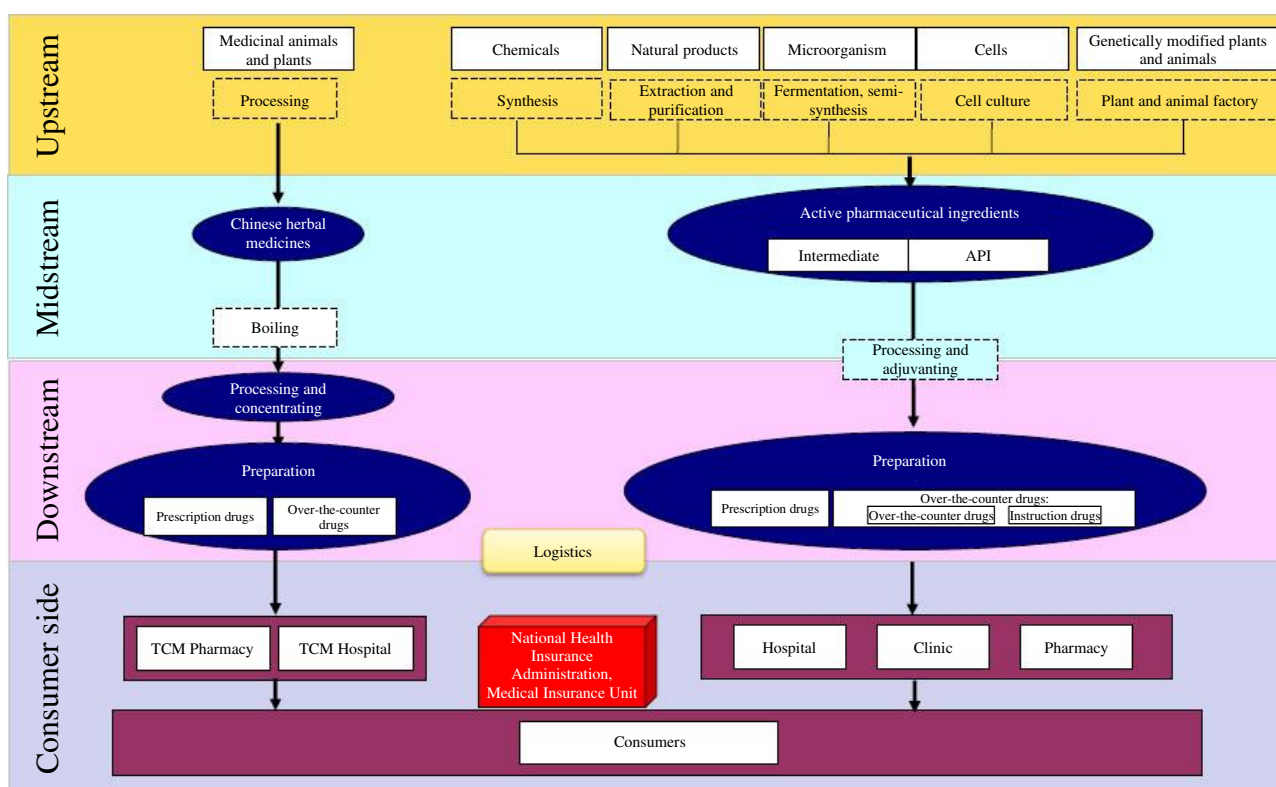 Upstream
Medicinal animals
and plants
Chemicals
Natural products
Microorganism
Cells
Genetically modified plants
and animals
Processing
Synthesis
Extraction and
purification
Fermentation, semi-
synthesis
Cell culture
Plant and animal factory
Midstream
Chinese herbal
medicines
Active pharmaceutical ingredients
Intermediate
API
Boiling
Processing and
adjuvanting
Downstream
Processing and
concentrating
Preparation
Prescription drugs
Over-the-counter
drugs
Preparation
Prescription drugs
Over-the-counter drugs:
Over-the-counter drugs
Instruction drugs
Logistics
Consumer side
TCM Pharmacy
TCM Hospital
National Health
Insurance
Administration,
Medical Insurance Unit
Hospital
Clinic
Pharmacy
Consumers